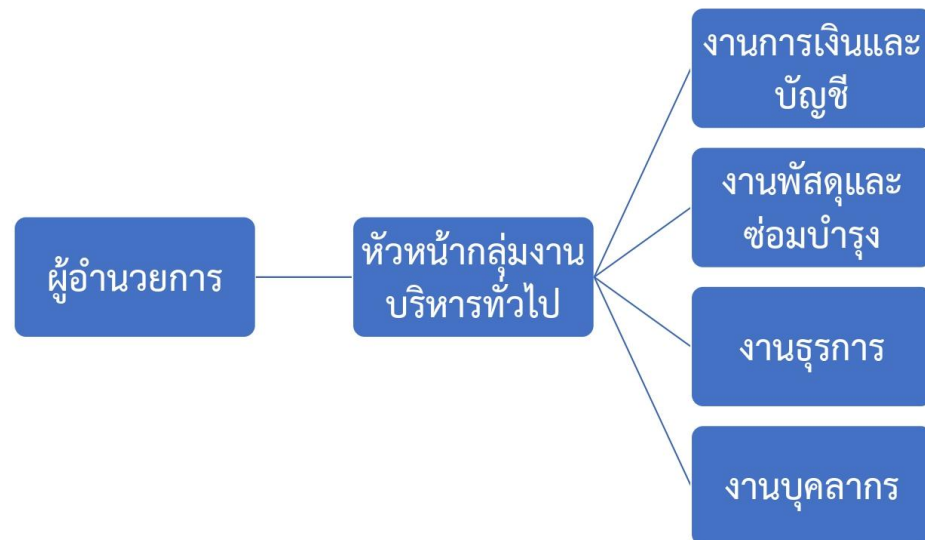 ผู้อำนวยการ
หัวหน้ากลุ่มงาน
บริหารทั่วไป
งานการเงินและ
บัญชี
งานพัสดุและ
ซ่อมบำรุง
งานธุรการ
งานบุคลากร